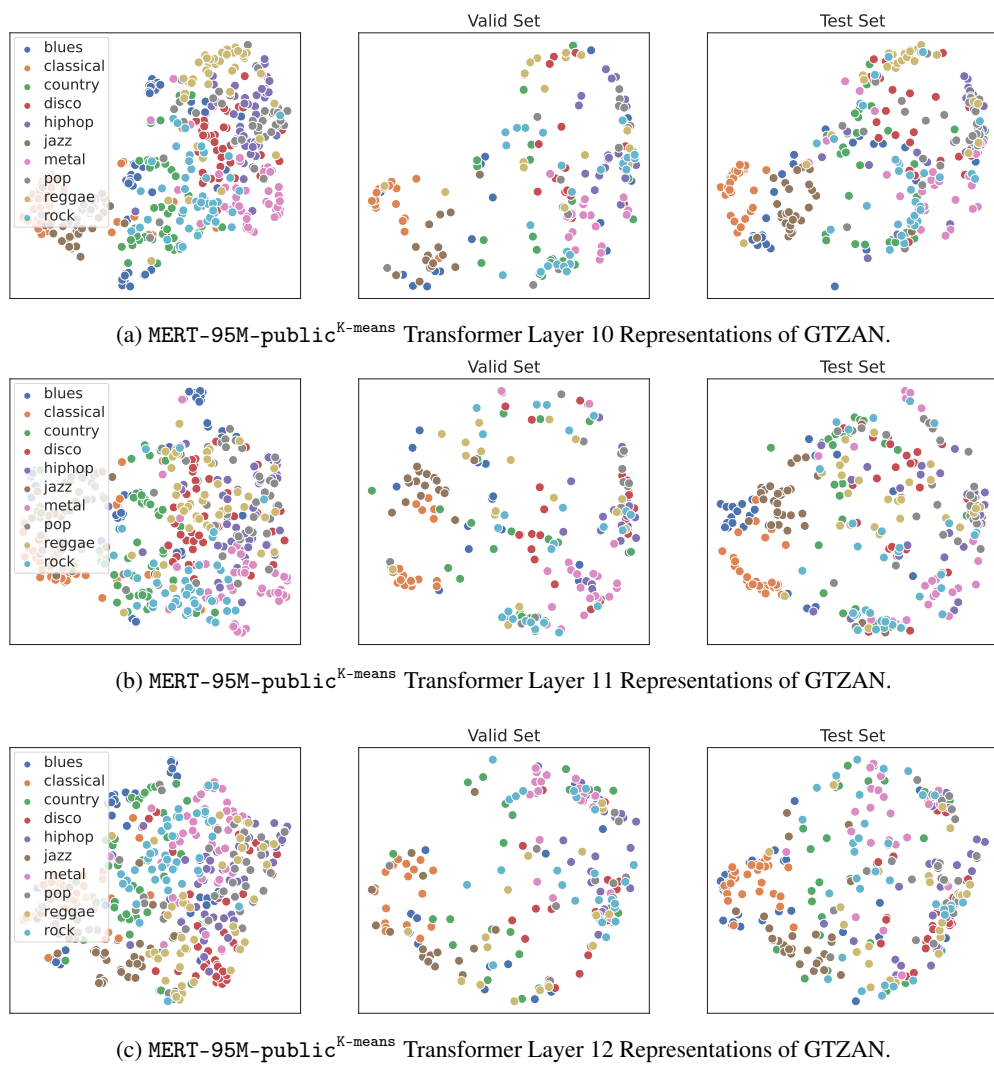 Valid Set
Test Set
blues
classical
country
disco
hiphop
jazz
metal
pop
reggae
rock
(a) MERT-95M-public^K-means Transformer Layer 10 Representations of GTZAN.
Valid Set
Test Set
blues
classical
country
disco
hiphop
jazz
metal
pop
reggae
rock
(b) MERT-95M-public^K-means Transformer Layer 11 Representations of GTZAN.
Valid Set
Test Set
blues
classical
country
disco
hiphop
jazz
metal
pop
reggae
rock
(c) MERT-95M-public^K-means Transformer Layer 12 Representations of GTZAN.